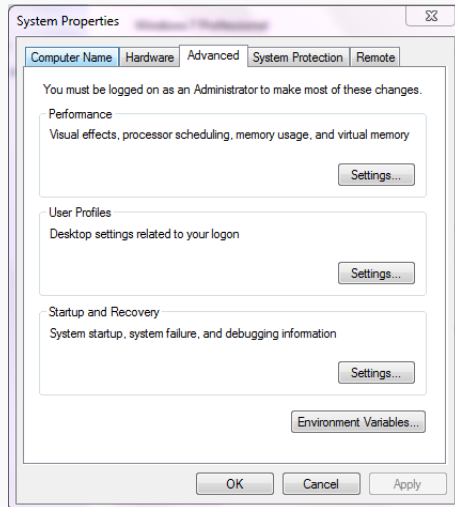 System Properties
Windows 7 Professional
Computer Name Hardware Advanced System Protection Remote
You must be logged on as an Administrator to make most of these changes.
Performance
Visual effects, processor scheduling, memory usage, and virtual memory
Settings...
User Profiles
Desktop settings related to your logon
Settings...
Startup and Recovery
System startup, system failure, and debugging information
Settings...
Environment Variables...
OK Cancel Apply